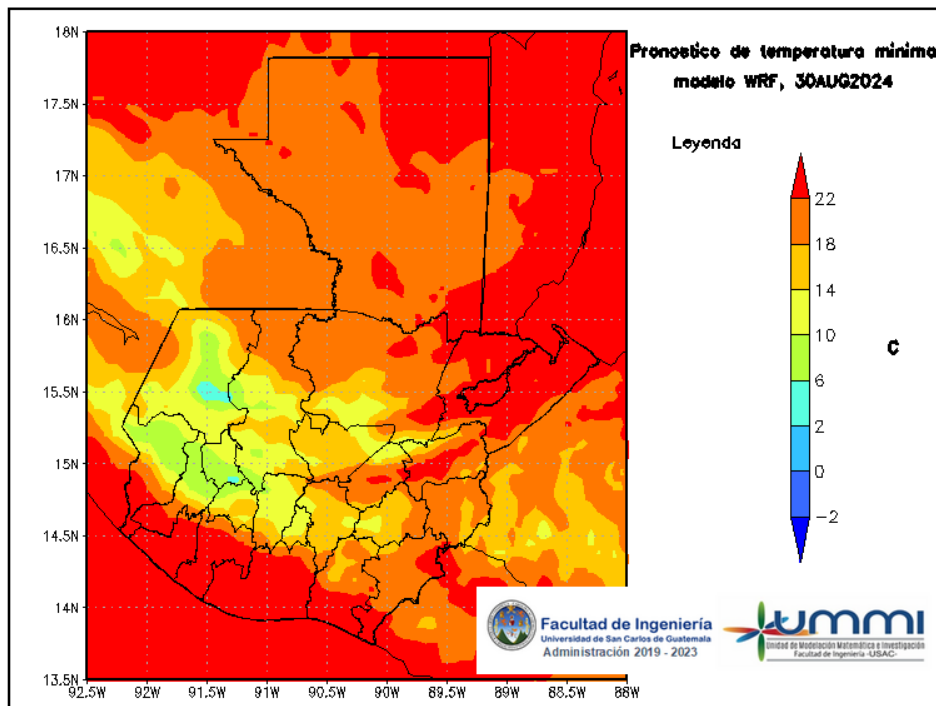 Pronostico de temperatura minima
modelo WRF, 30AUG2024
Leyenda
22
18
14
10
6
2
0
-2
C
18N
17.5N
17N
16.5N
16N
15.5N
15N
14.5N
14N
13.5N
92.5W 92W 91.5W 91W 90.5W 90W 89.5W 89W 88.5W 88W
Facultad de Ingeniería
Universidad de San Carlos de Guatemala
Administración 2019 - 2023
ummi
Unidad de Modelación Matemática e Investigación
Facultad de Ingeniería -USAC-